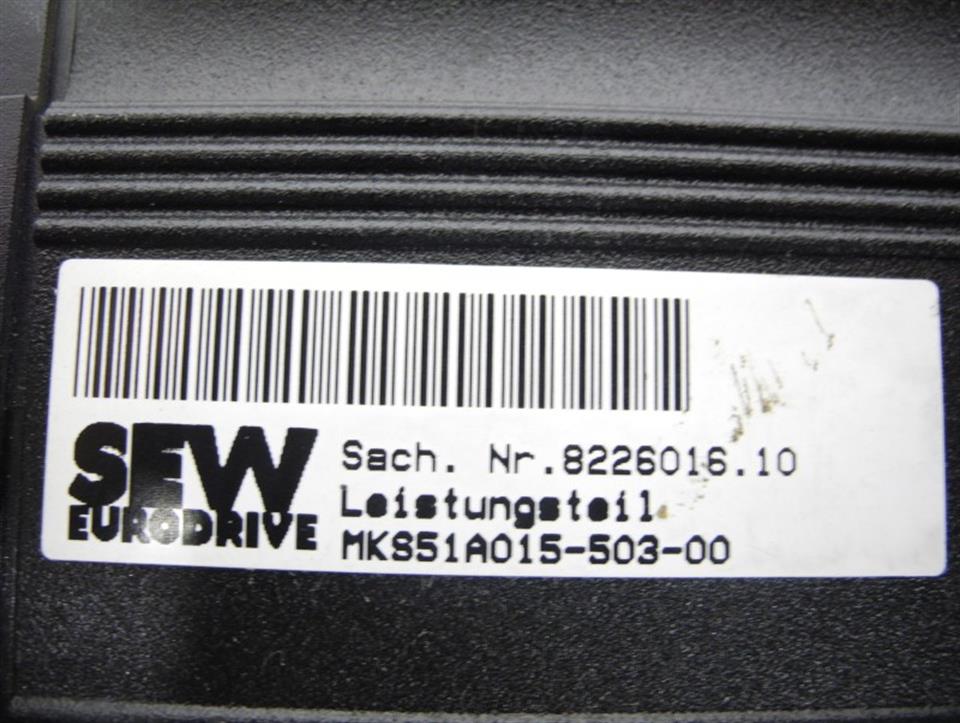 SEW
EURODRIVE
Sach. Nr.8226016.10
Leistungsteil
MKS51A015-503-00